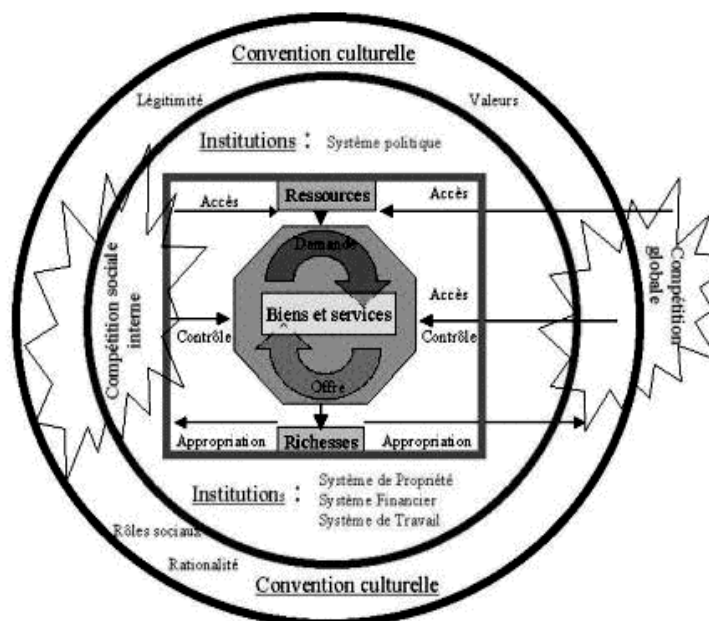 Convention culturelle
Légitimité
Valeurs
Institutions : Système politique
Ressources
Accès
Accès
Demande
Biens et services
Accès
Contrôle
Contrôle
Offre
Compétition sociale
interne
Compétition
globale
Appropriation
Richesses
Appropriation
Institutions :
Système de Propriété
Système Financier
Système de Travail
Rôles sociaux
Rationalité
Convention culturelle